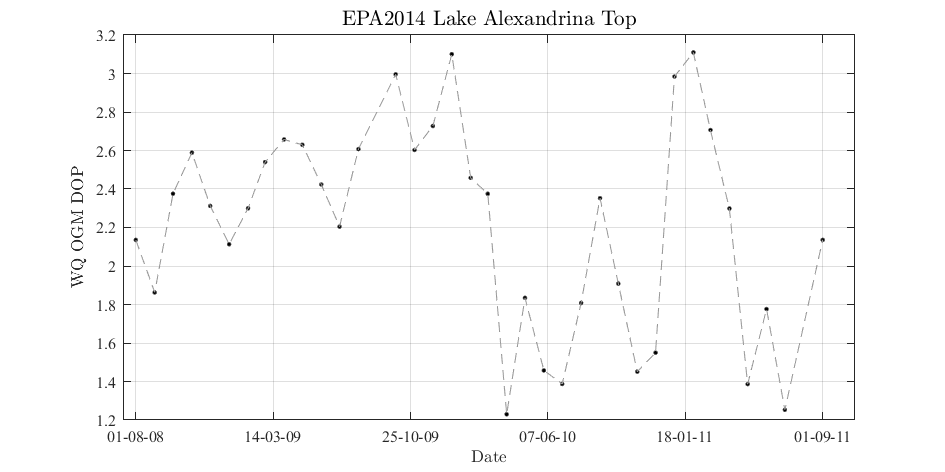 EPA2014 Lake Alexandrina Top
WQ OGM DOP
3.2
3
2.8
2.6
2.4
2.2
2
1.8
1.6
1.4
1.2
01-08-08 14-03-09 25-10-09 07-06-10 18-01-11 01-09-11
Date